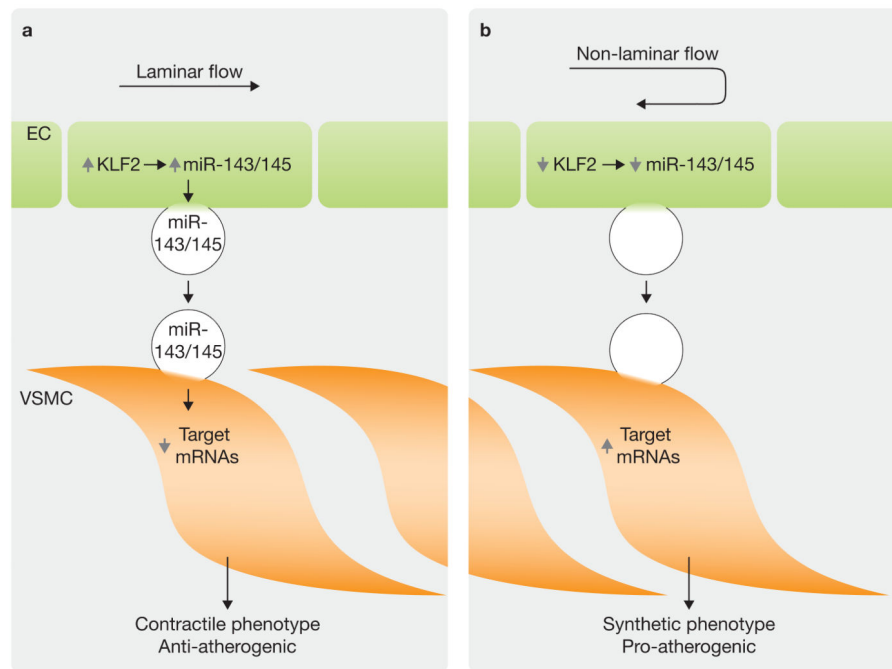 a
Laminar flow
EC
KLF2 miR-143/145
miR-
143/145
miR-
143/145
VSMC
Target
mRNAs
Contractile phenotype
Anti-atherogenic
b
Non-laminar flow
KLF2 miR-143/145
Target
mRNAs
Synthetic phenotype
Pro-atherogenic